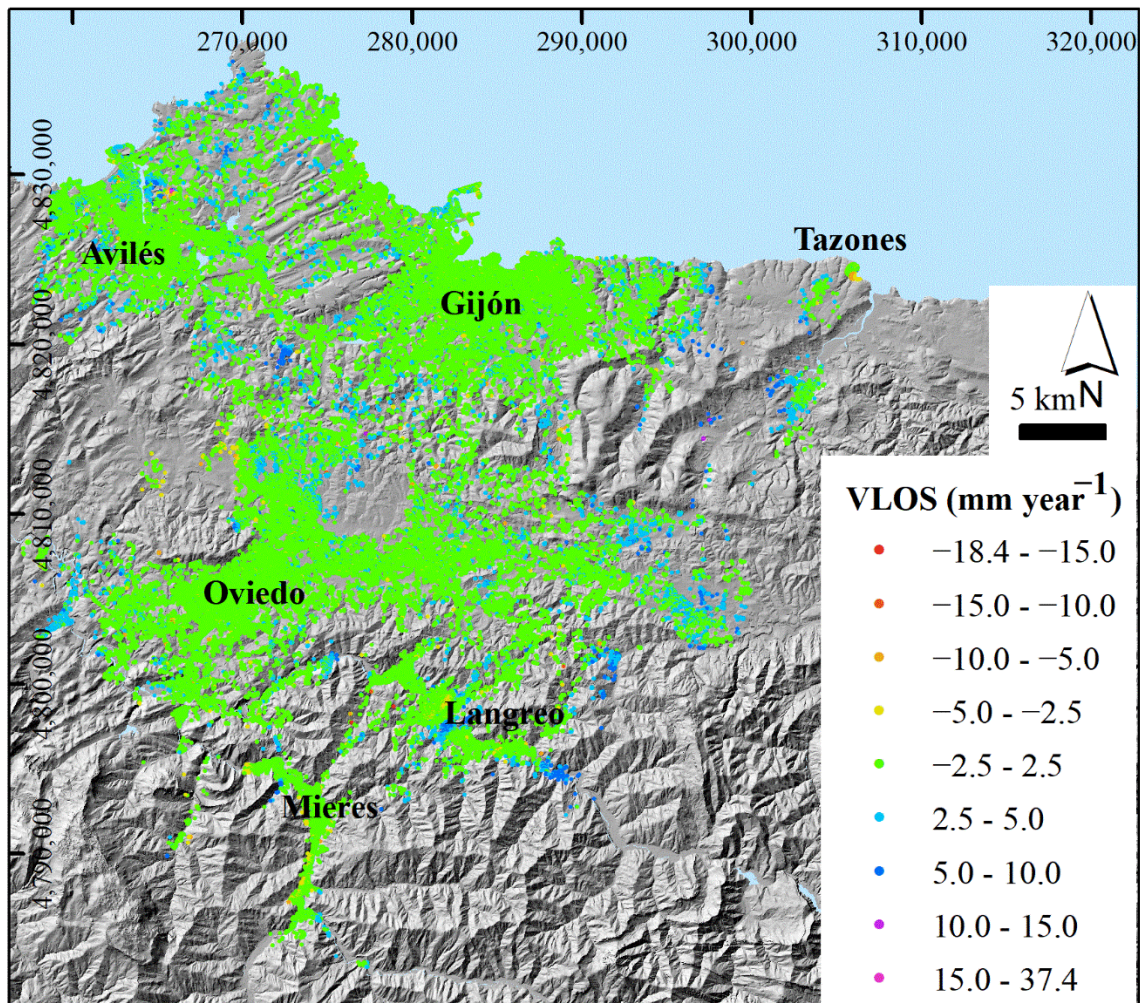 270,000
280,000
290,000
300,000
310,000
320,000
4,830,000
4,820,000
4,810,000
4,800,000
4,790,000
Avilés
Gijón
Tazones
Oviedo
Langreo
Mieres
N
5 km
VLOS (mm year−1)
−18.4 - −15.0
−15.0 - −10.0
−10.0 - −5.0
−5.0 - −2.5
−2.5 - 2.5
2.5 - 5.0
5.0 - 10.0
10.0 - 15.0
15.0 - 37.4